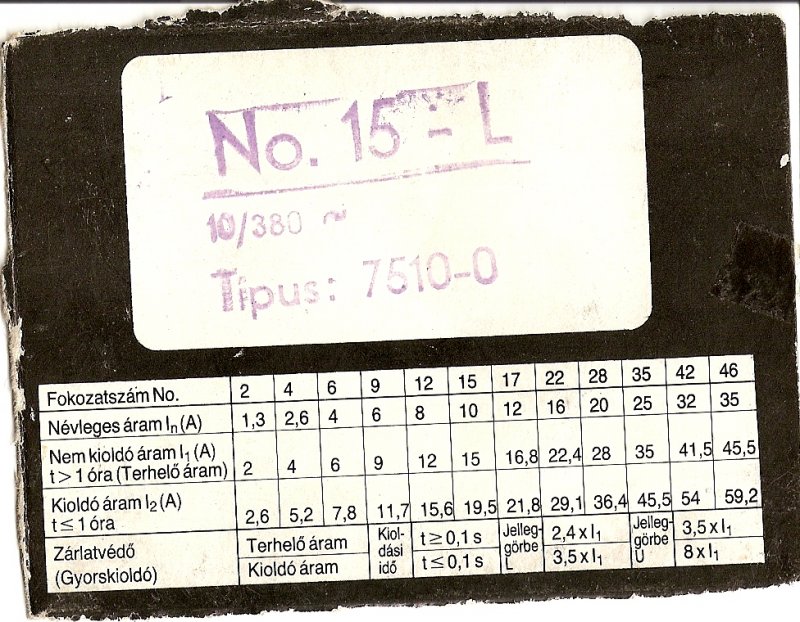 No. 15 - L
10/380 ~
Típus: 7510-0
Fokozatszám No. 2 4 6 9 12 15 17 22 28 35 42 46
Névleges áram In (A) 1,3 2,6 4 6 8 10 12 16 20 25 32 35
Nem kioldó áram I1 (A)
t > 1 óra (Terhelő áram) 2 4 6 9 12 15 16,8 22,4 28 35 41,5 45,5
Kioldó áram I2 (A)
t ≤ 1 óra 2,6 5,2 7,8 11,7 15,6 19,5 21,8 29,1 36,4 45,5 54 59,2
Zárlatvédő
(Gyorskioldó)
Terhelő áram
Kioldó áram
Kiol-
dási
idő
t ≥ 0,1 s
t ≤ 0,1 s
Jelleg-
görbe
L
2,4 x I1
3,5 x I1
Jelleg-
görbe
U
3,5 x I1
8 x I1